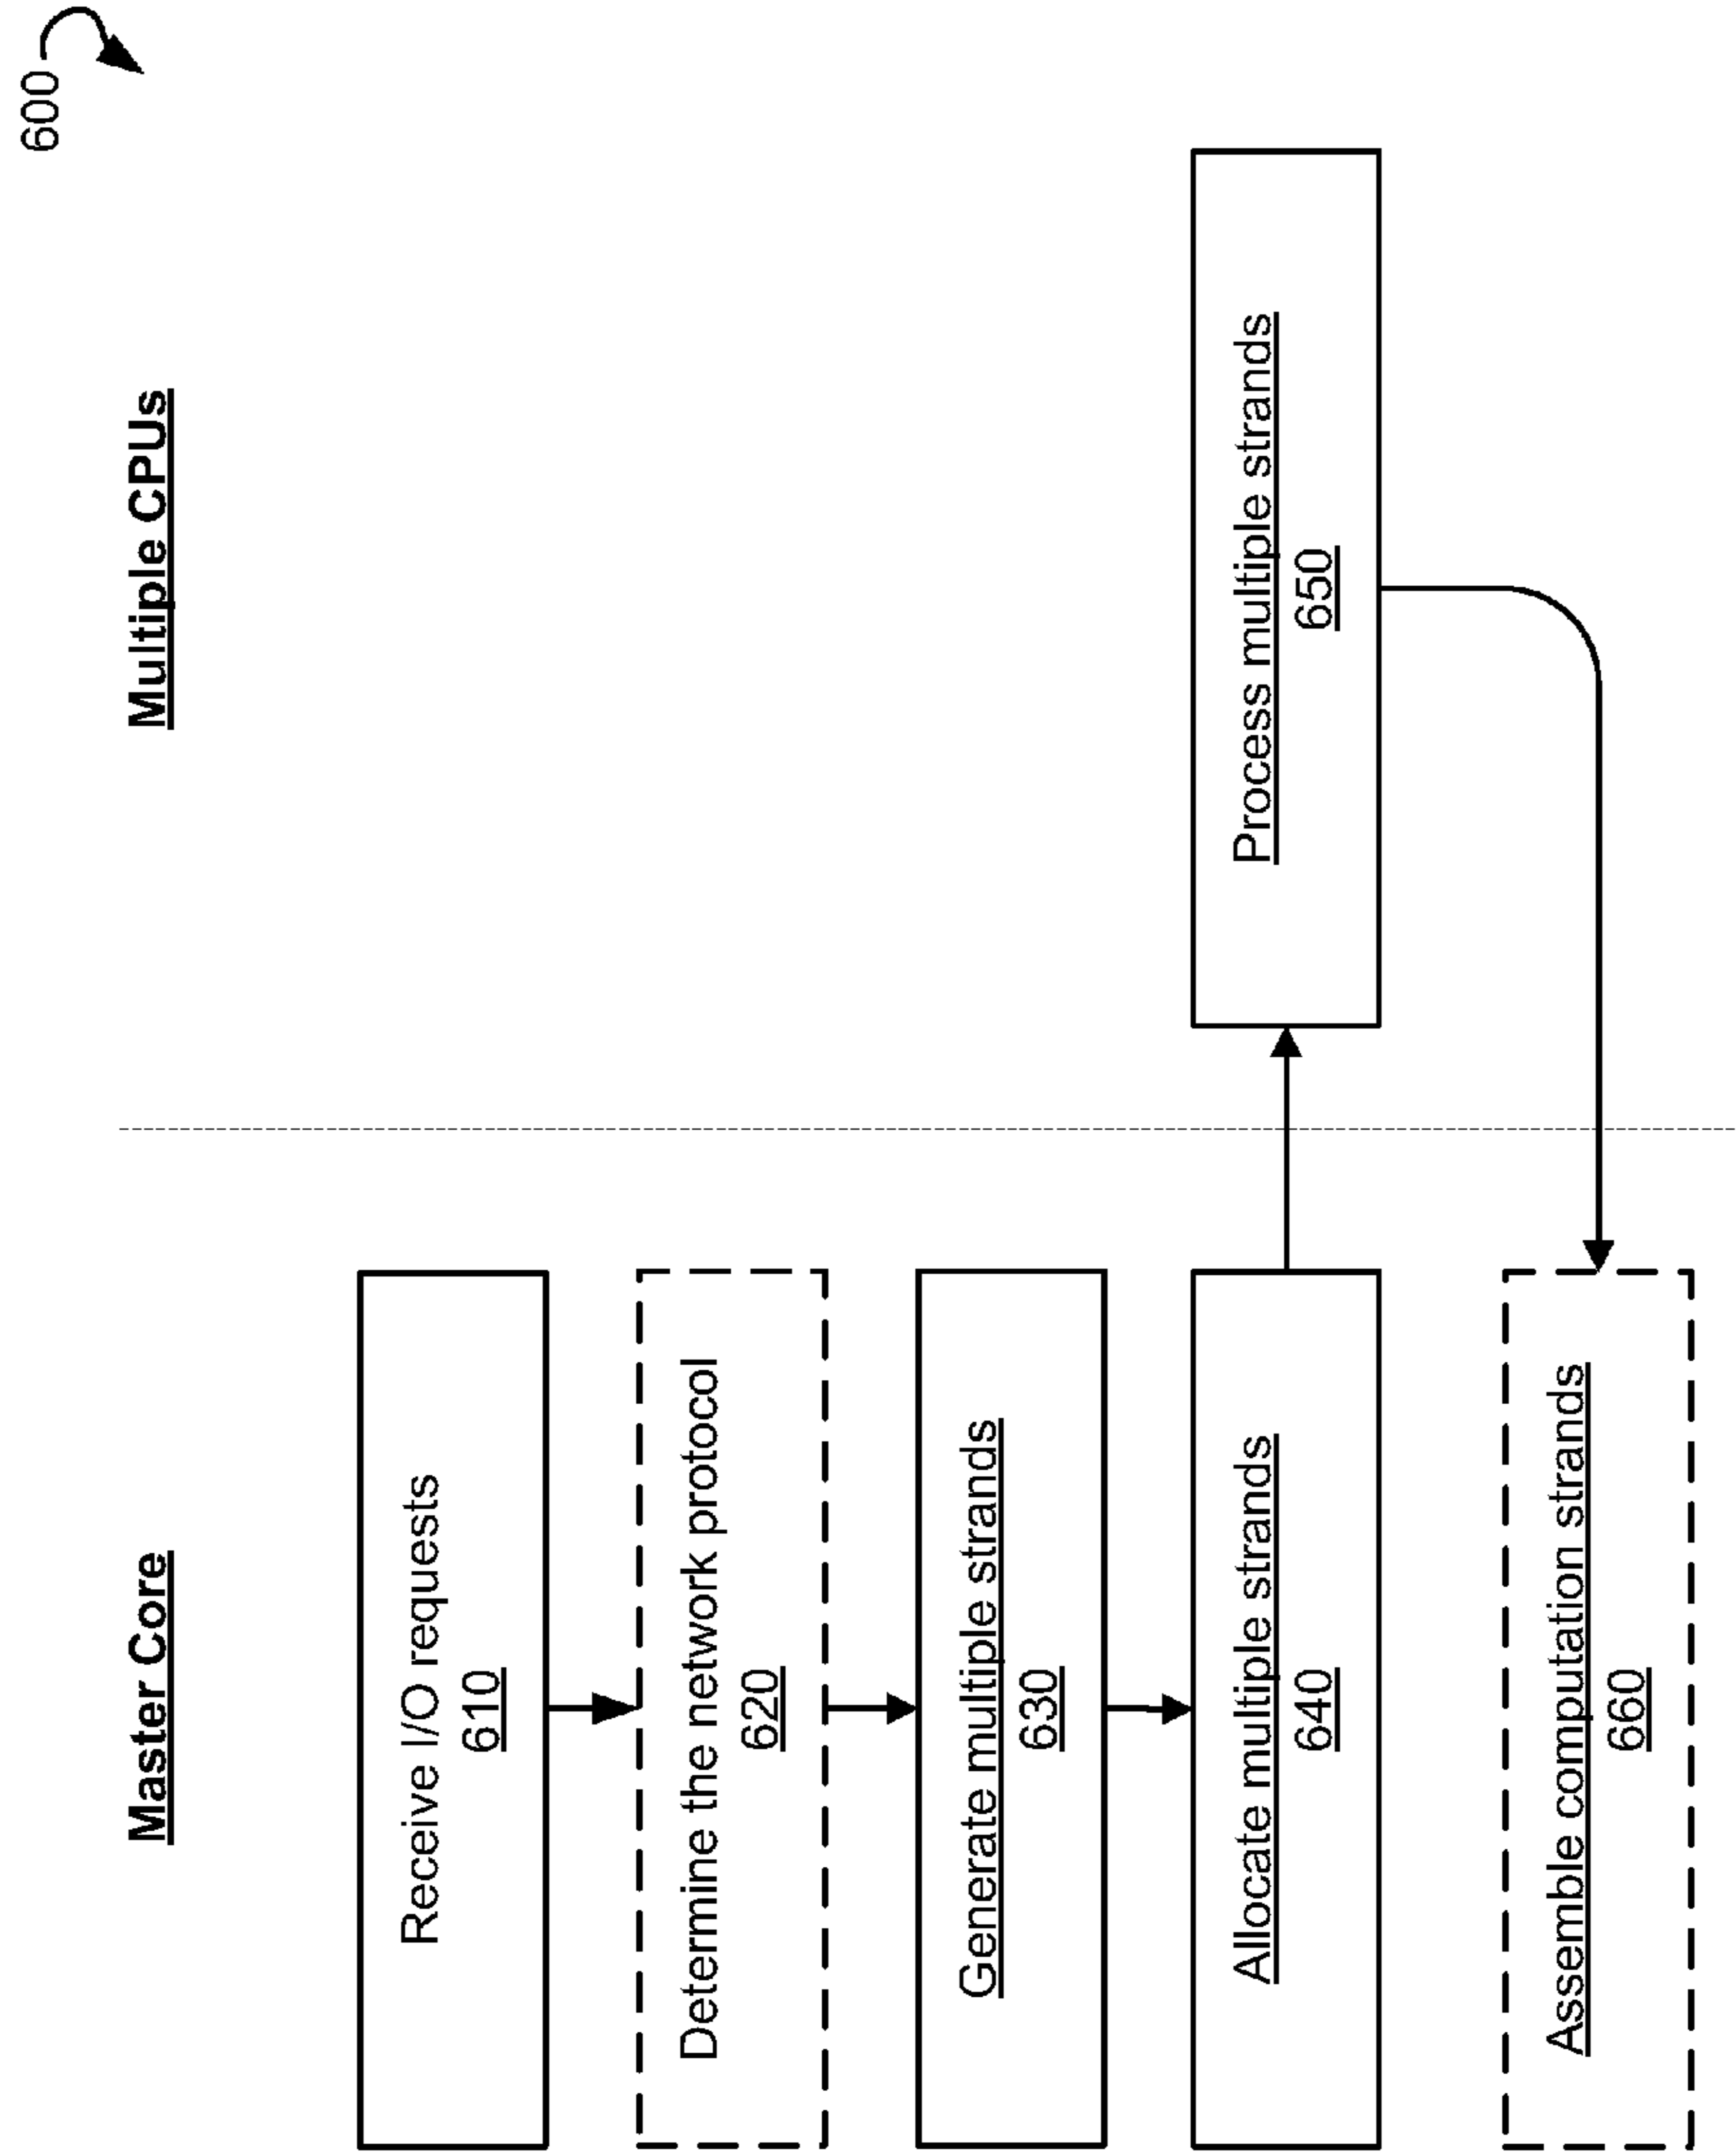 600
Master Core
Multiple CPUs
Receive I/O requests
610
Determine the network protocol
620
Generate multiple strands
630
Allocate multiple strands
640
Process multiple strands
650
Assemble computation strands
660